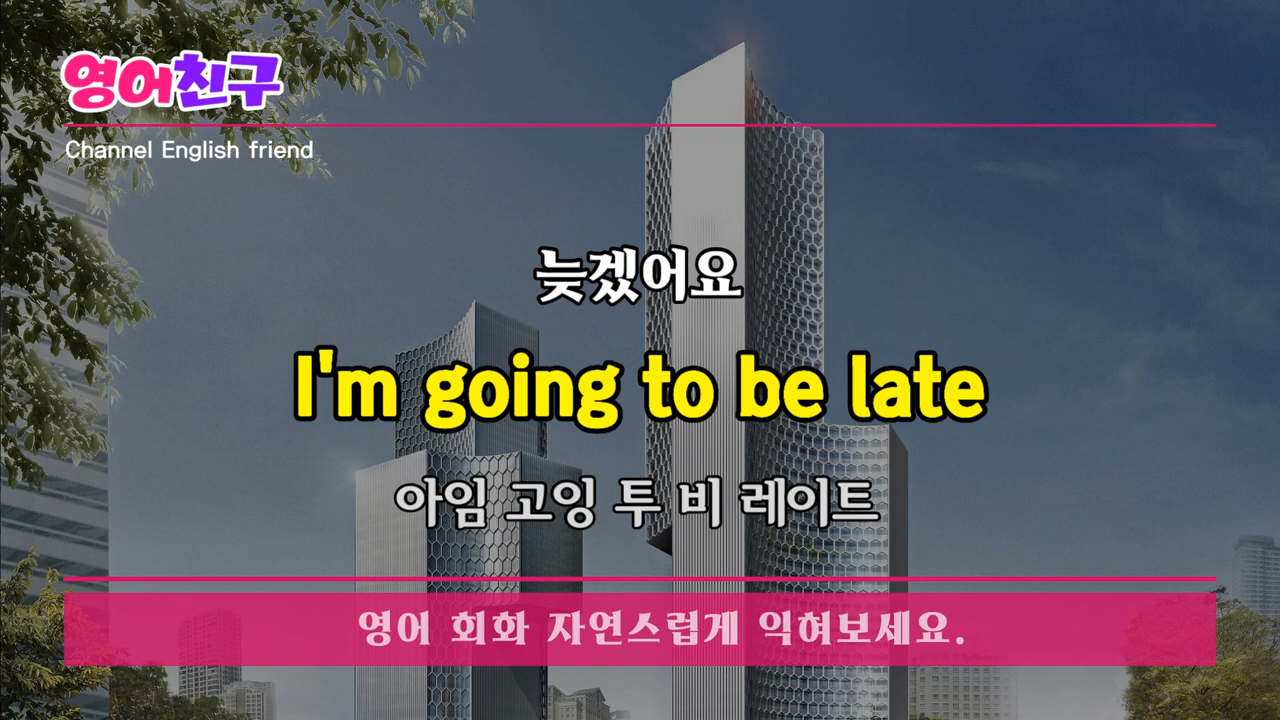 영어친구
Channel English friend
늦겠어요
I'm going to be late
아임 고잉 투 비 레이트
영어 회화 자연스럽게 익혀보세요.